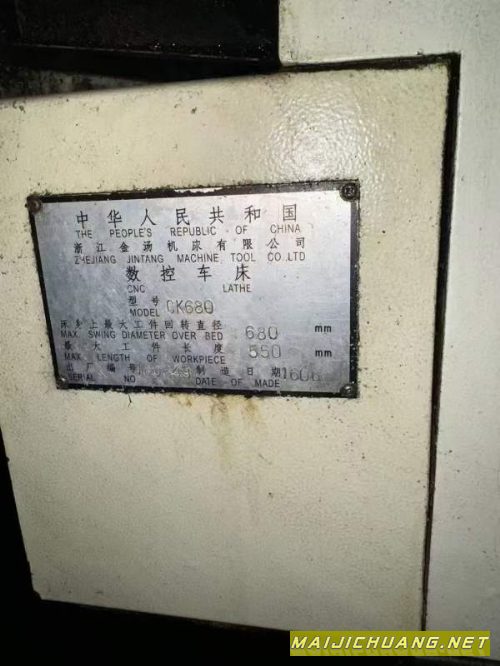 中华人民共和国
THE PEOPLE'S REPUBLIC OF CHINA
浙江金汤机床有限公司
ZHEJIANG JINTANG MACHINE TOOL CO.,LTD
数控车床
CNC LATHE
型号 CK680
MODEL
床身上最大工件回转直径 680 mm
MAX SWING DIAMETER OVER BED
最大工件长度 550 mm
MAX. LENGTH OF WORKPIECE
出厂编号 制造日期 1606
SERIAL NO DATE OF MADE
MAIJICHUANG.NET